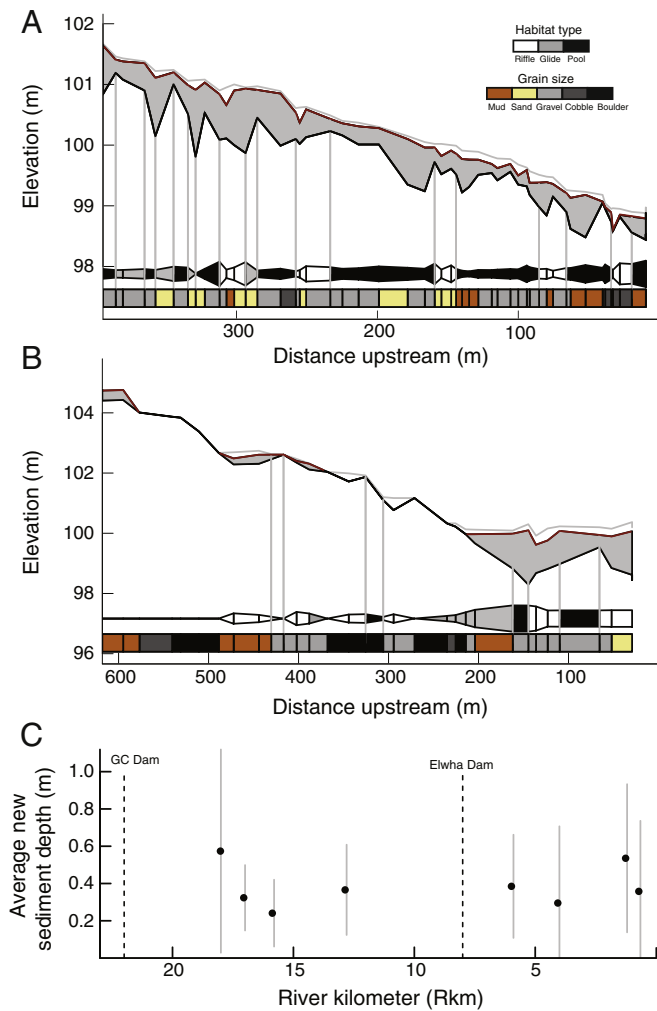 A
102
101
100
99
98
Elevation (m)
Habitat type
Riffle Glide Pool
Grain size
Mud Sand Gravel Cobble Boulder
300 200 100
Distance upstream (m)
B
104
102
100
98
96
Elevation (m)
600 500 400 300 200 100
Distance upstream (m)
C
GC Dam
Elwha Dam
1.0
0.8
0.6
0.4
0.2
Average new
sediment depth (m)
20 15 10 5
River kilometer (Rkm)